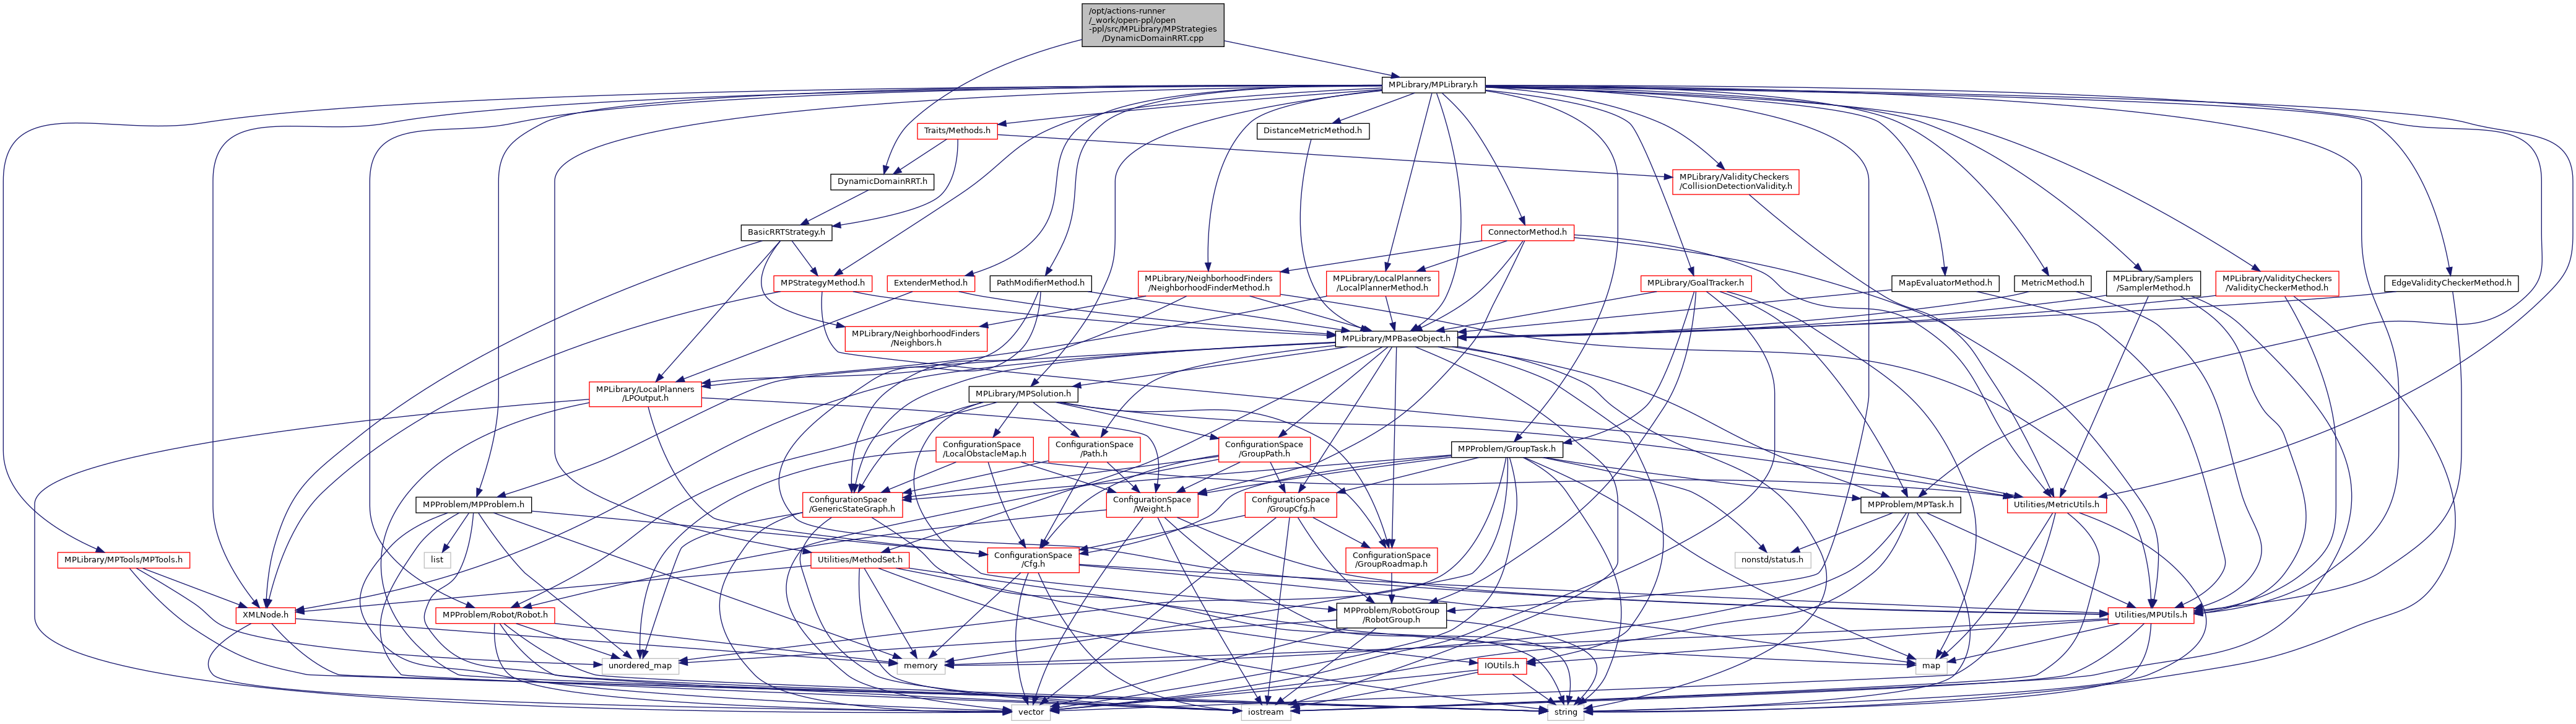 /opt/actions-runner
/_work/open-ppl/open
-ppl/src/MPLibrary/MPStrategies
/DynamicDomainRRT.cpp
MPLibrary/MPLibrary.h
Traits/Methods.h
DistanceMetricMethod.h
DynamicDomainRRT.h
MPLibrary/ValidityCheckers
/CollisionDetectionValidity.h
BasicRRTStrategy.h
ConnectorMethod.h
MPStrategyMethod.h
ExtenderMethod.h
PathModifierMethod.h
MPLibrary/NeighborhoodFinders
/NeighborhoodFinderMethod.h
MPLibrary/LocalPlanners
/LocalPlannerMethod.h
MPLibrary/GoalTracker.h
MapEvaluatorMethod.h
MetricMethod.h
MPLibrary/Samplers
/SamplerMethod.h
MPLibrary/ValidityCheckers
/ValidityCheckerMethod.h
EdgeValidityCheckerMethod.h
MPLibrary/NeighborhoodFinders
/Neighbors.h
MPLibrary/MPBaseObject.h
MPLibrary/LocalPlanners
/LPOutput.h
MPLibrary/MPSolution.h
ConfigurationSpace
/LocalObstacleMap.h
ConfigurationSpace
/Path.h
ConfigurationSpace
/GroupPath.h
MPProblem/GroupTask.h
MPProblem/MPProblem.h
ConfigurationSpace
/GenericStateGraph.h
ConfigurationSpace
/Weight.h
ConfigurationSpace
/GroupCfg.h
MPProblem/MPTask.h
Utilities/MetricUtils.h
MPLibrary/MPTools/MPTools.h
list
Utilities/MethodSet.h
ConfigurationSpace
/Cfg.h
ConfigurationSpace
/GroupRoadmap.h
nonstd/status.h
XMLNode.h
MPProblem/Robot/Robot.h
MPProblem/RobotGroup
/RobotGroup.h
Utilities/MPUtils.h
unordered_map
memory
IOUtils.h
map
vector
iostream
string